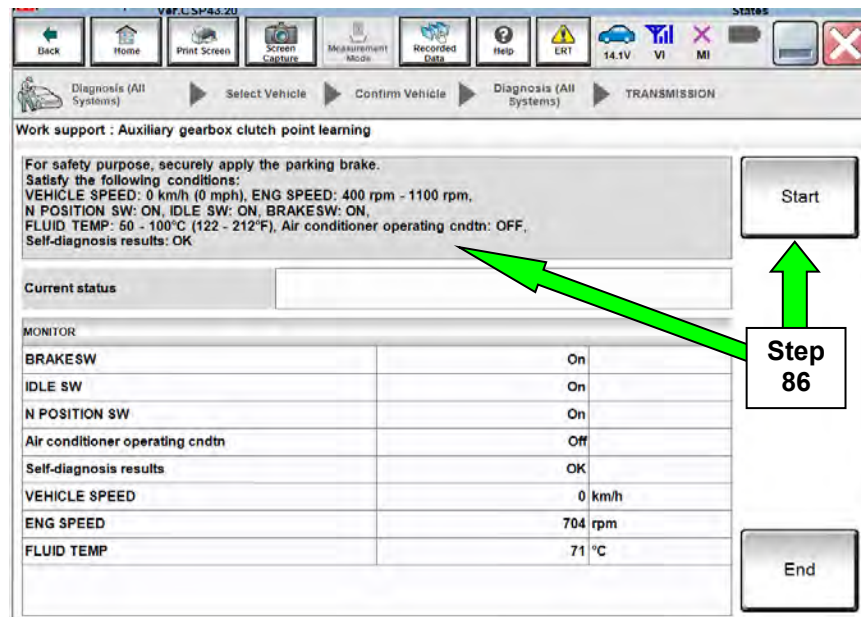 Ver.CSP43.20
States
Back
Home
Print Screen
Screen
Capture
Measurement
Mode
Recorded
Data
Help
ERT
14.1V
VI
MI
Diagnosis (All
Systems)
Select Vehicle
Confirm Vehicle
Diagnosis (All
Systems)
TRANSMISSION
Work support : Auxiliary gearbox clutch point learning
For safety purpose, securely apply the parking brake.
Satisfy the following conditions:
VEHICLE SPEED: 0 km/h (0 mph), ENG SPEED: 400 rpm - 1100 rpm,
N POSITION SW: ON, IDLE SW: ON, BRAKESW: ON,
FLUID TEMP: 50 - 100°C (122 - 212°F), Air conditioner operating cndtn: OFF,
Self-diagnosis results: OK
Start
Current status
MONITOR
BRAKESW On
IDLE SW On
N POSITION SW On
Air conditioner operating cndtn Off
Self-diagnosis results OK
VEHICLE SPEED 0 km/h
ENG SPEED 704 rpm
FLUID TEMP 71 °C
Step
86
End